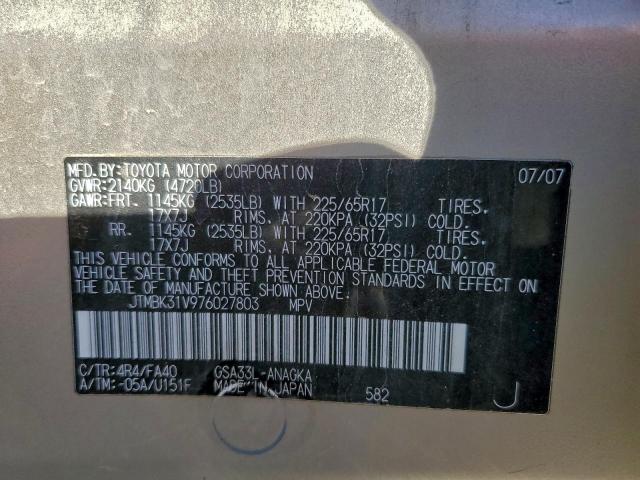 MFD.BY:TOYOTA MOTOR CORPORATION 07/07
GVWR:2140KG (4720LB)
GAWR:FRT. 1145KG (2535LB) WITH 225/65R17 TIRES.
17X7J RIMS. AT 220KPA (32PSI) COLD.
RR. 1145KG (2535LB) WITH 225/65R17 TIRES.
17X7J RIMS. AT 220KPA (32PSI) COLD.
THIS VEHICLE CONFORMS TO ALL APPLICABLE FEDERAL MOTOR
VEHICLE SAFETY AND THEFT PREVENTION STANDARDS IN EFFECT ON
THE DATE OF MANUFACTURE SHOWN ABOVE.
JTMBK31V976027803 MPV
C/TR:4R4/FA40 GSA33L-ANAGKA
A/TM:-05A/U151F MADE IN JAPAN 582 J